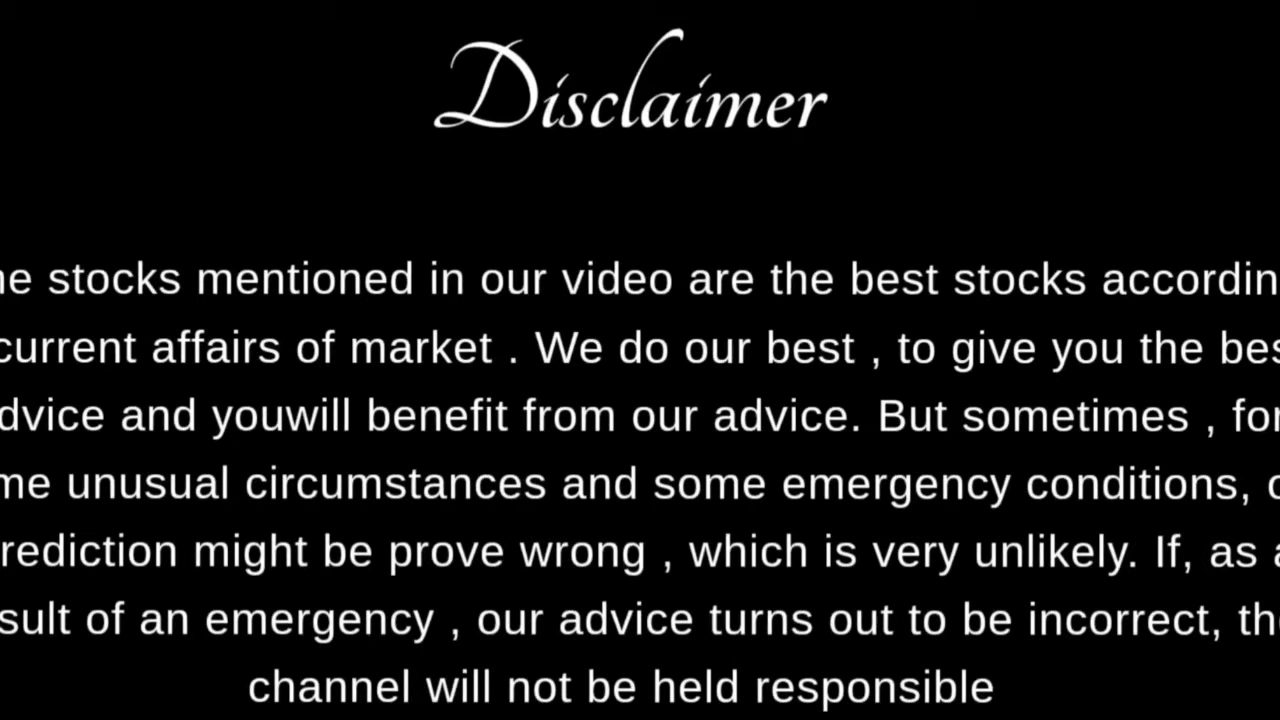 Disclaimer
he stocks mentioned in our video are the best stocks accordin
current affairs of market . We do our best , to give you the bes
dvice and youwill benefit from our advice. But sometimes , for
me unusual circumstances and some emergency conditions, o
rediction might be prove wrong , which is very unlikely. If, as a
sult of an emergency , our advice turns out to be incorrect, the
channel will not be held responsible